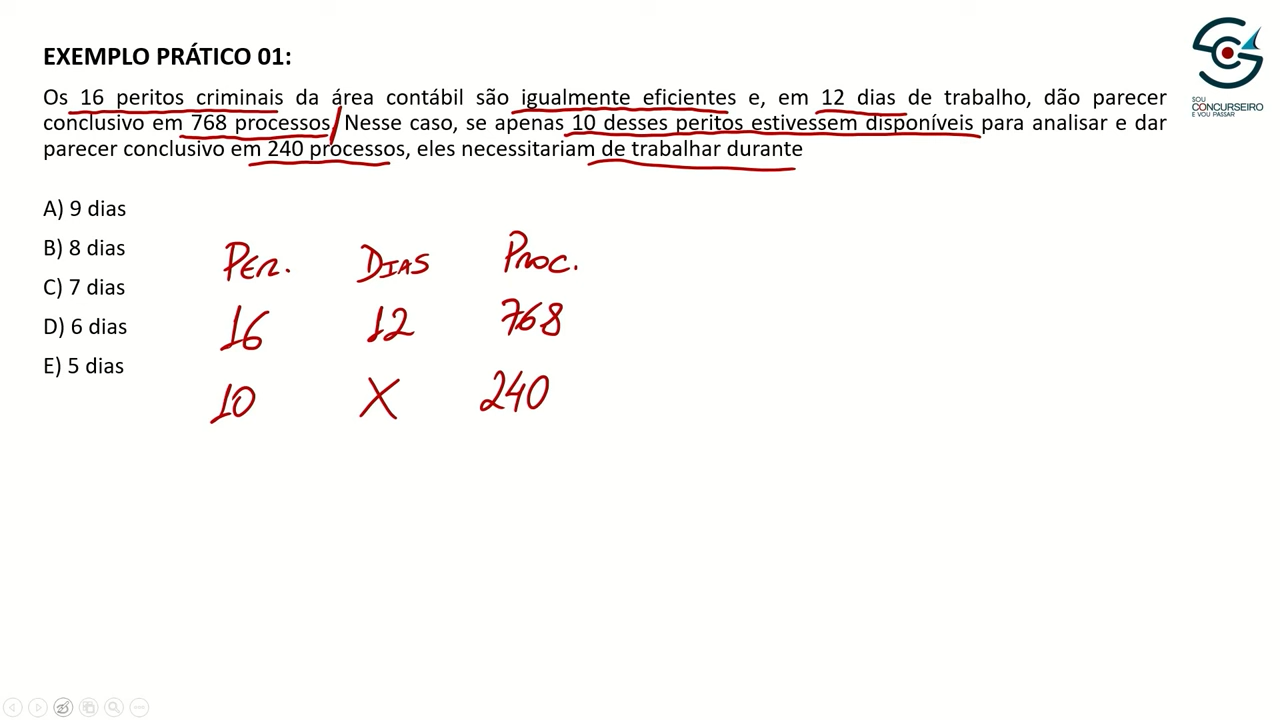 EXEMPLO PRÁTICO 01:
Os 16 peritos criminais da área contábil são igualmente eficientes e, em 12 dias de trabalho, dão parecer
conclusivo em 768 processos. Nesse caso, se apenas 10 desses peritos estivessem disponíveis para analisar e dar
parecer conclusivo em 240 processos, eles necessitariam de trabalhar durante
A) 9 dias
B) 8 dias
C) 7 dias
D) 6 dias
E) 5 dias
PER. DIAS PROC.
16 12 768
10 X 240
SOU
CONCURSEIRO
E VOU PASSAR